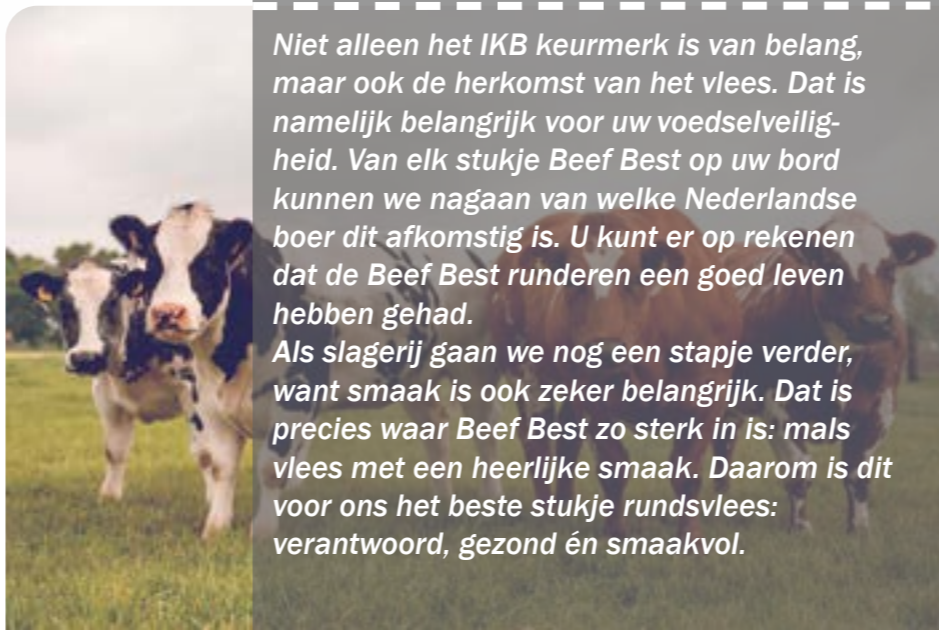 Niet alleen het IKB keurmerk is van belang,
maar ook de herkomst van het vlees. Dat is
namelijk belangrijk voor uw voedselveilig-
heid. Van elk stukje Beef Best op uw bord
kunnen we nagaan van welke Nederlandse
boer dit afkomstig is. U kunt er op rekenen
dat de Beef Best runderen een goed leven
hebben gehad.
Als slagerij gaan we nog een stapje verder,
want smaak is ook zeker belangrijk. Dat is
precies waar Beef Best zo sterk in is: mals
vlees met een heerlijke smaak. Daarom is dit
voor ons het beste stukje rundsvlees:
verantwoord, gezond én smaakvol.